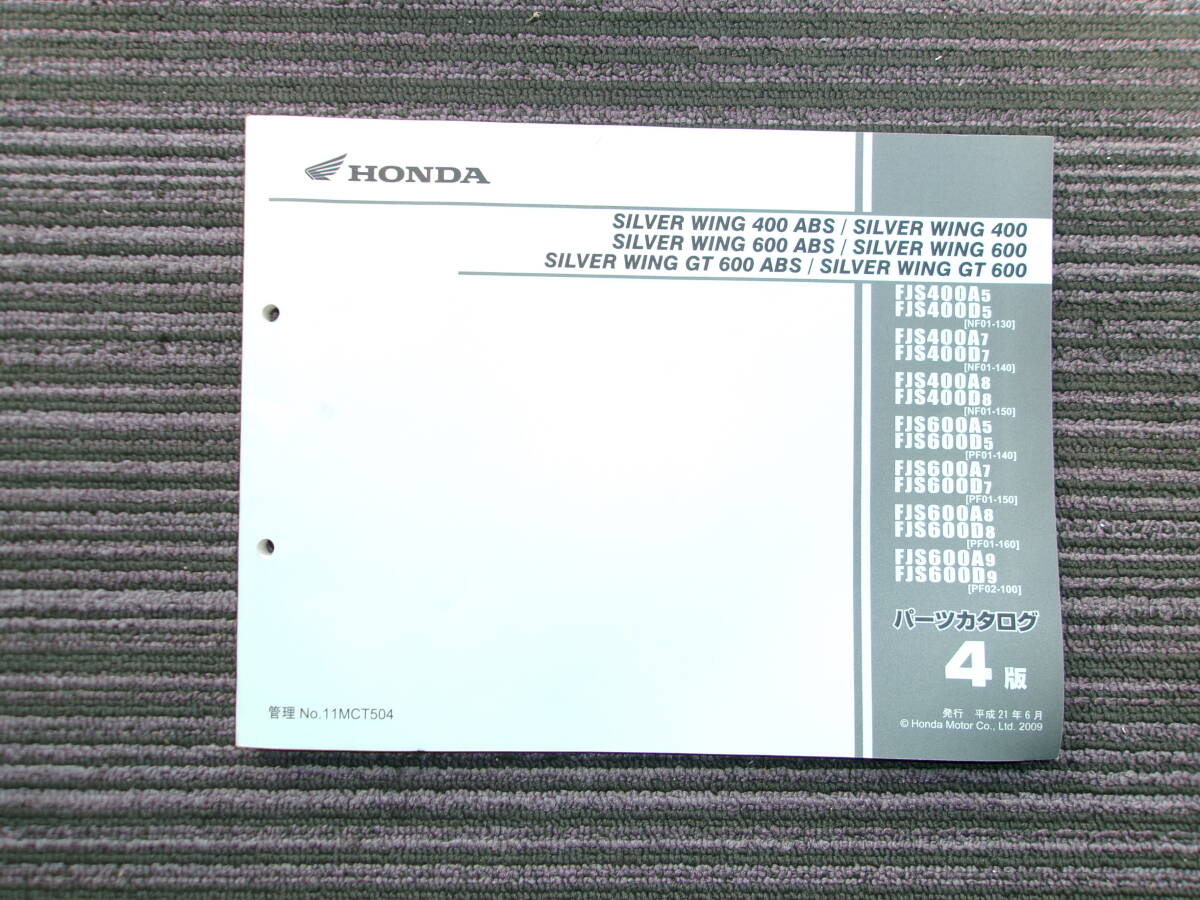 HONDA
SILVER WING 400 ABS / SILVER WING 400
SILVER WING 600 ABS / SILVER WING 600
SILVER WING GT 600 ABS / SILVER WING GT 600
FJS400A5
FJS400D5
[NF01-130]
FJS400A7
FJS400D7
[NF01-140]
FJS400A8
FJS400D8
[NF01-150]
FJS600A5
FJS600D5
[PF01-140]
FJS600A7
FJS600D7
[PF01-150]
FJS600A8
FJS600D8
[PF01-160]
FJS600A9
FJS600D9
[PF02-100]
パーツカタログ
4版
管理 No.11MCT504
発行 平成21年6月
© Honda Motor Co., Ltd. 2009